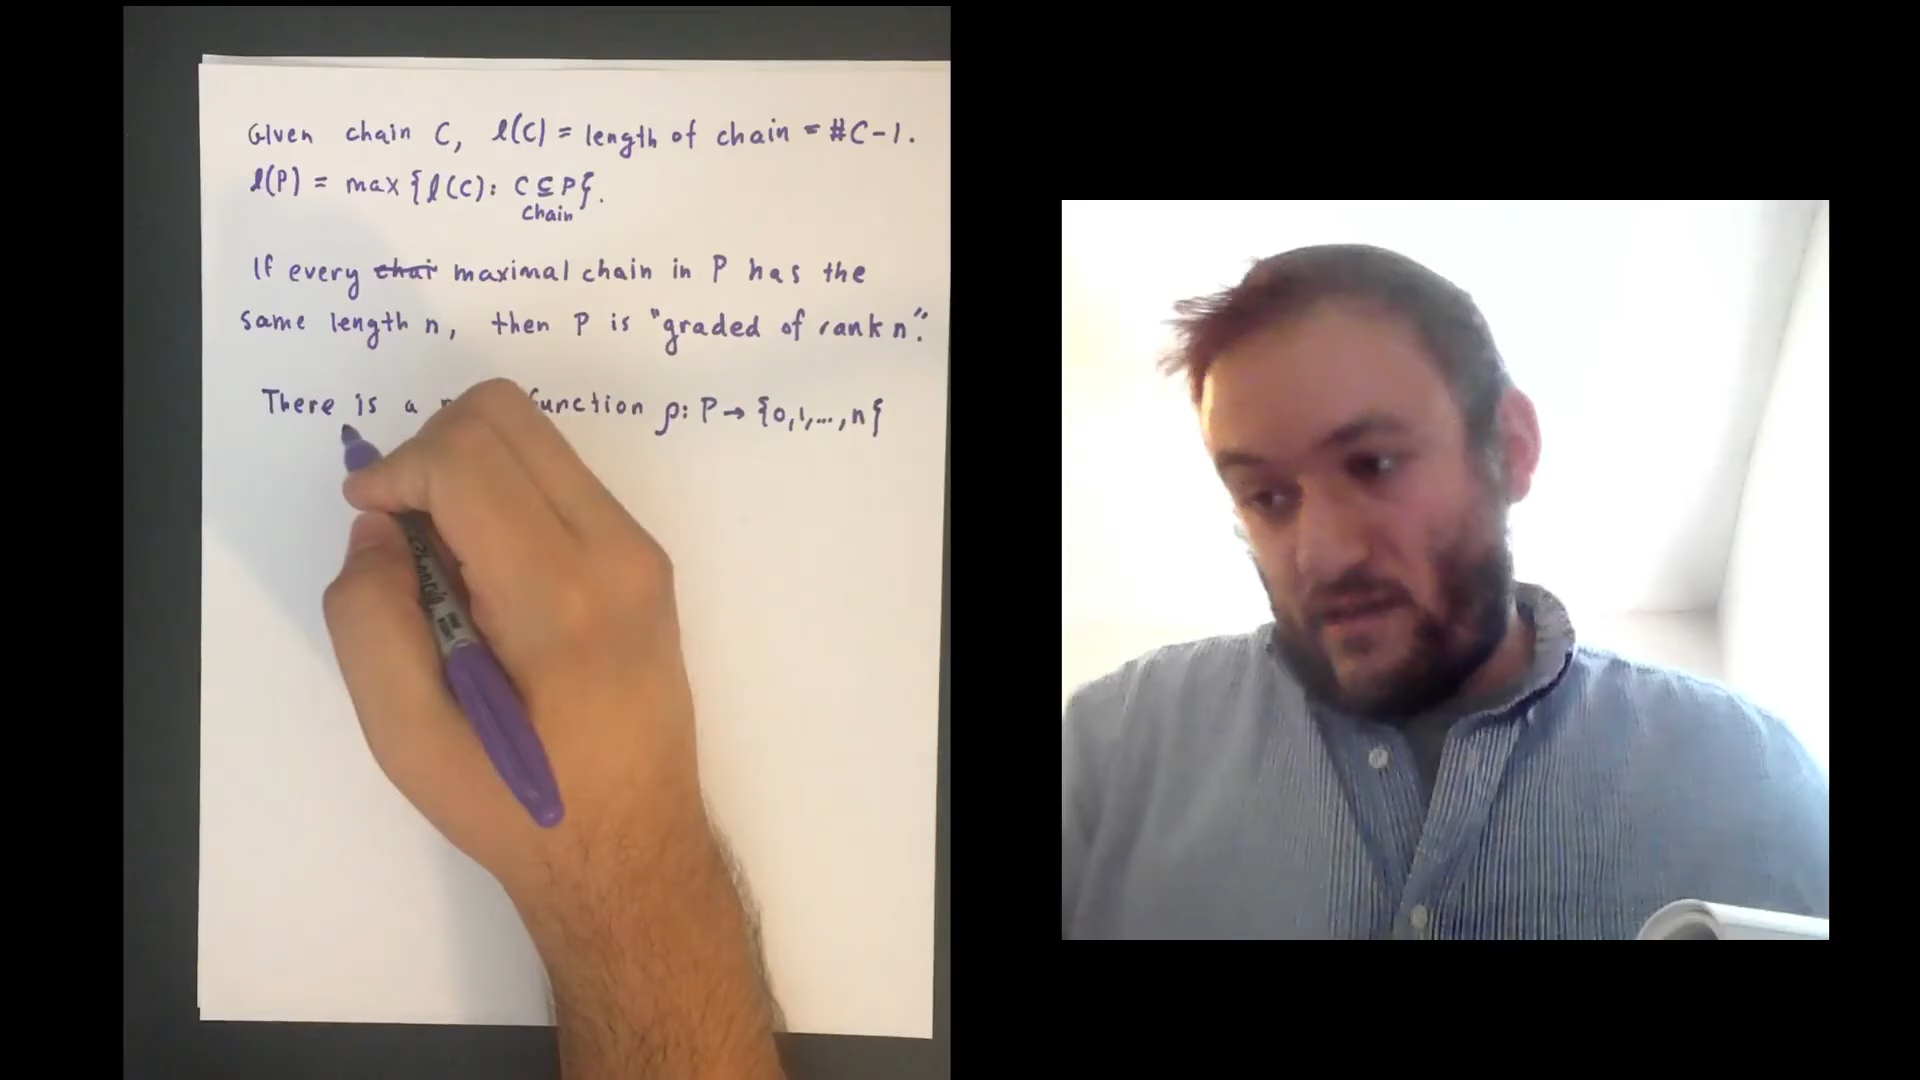 Given chain C, ℓ(C) = length of chain = #C-1.
ℓ(P) = max {ℓ(C): C ⊆ P}.
chain
If every chai maximal chain in P has the
same length n, then P is "graded of rank n".
There is a function ρ: P → {0,1,...,n}
Sharpie